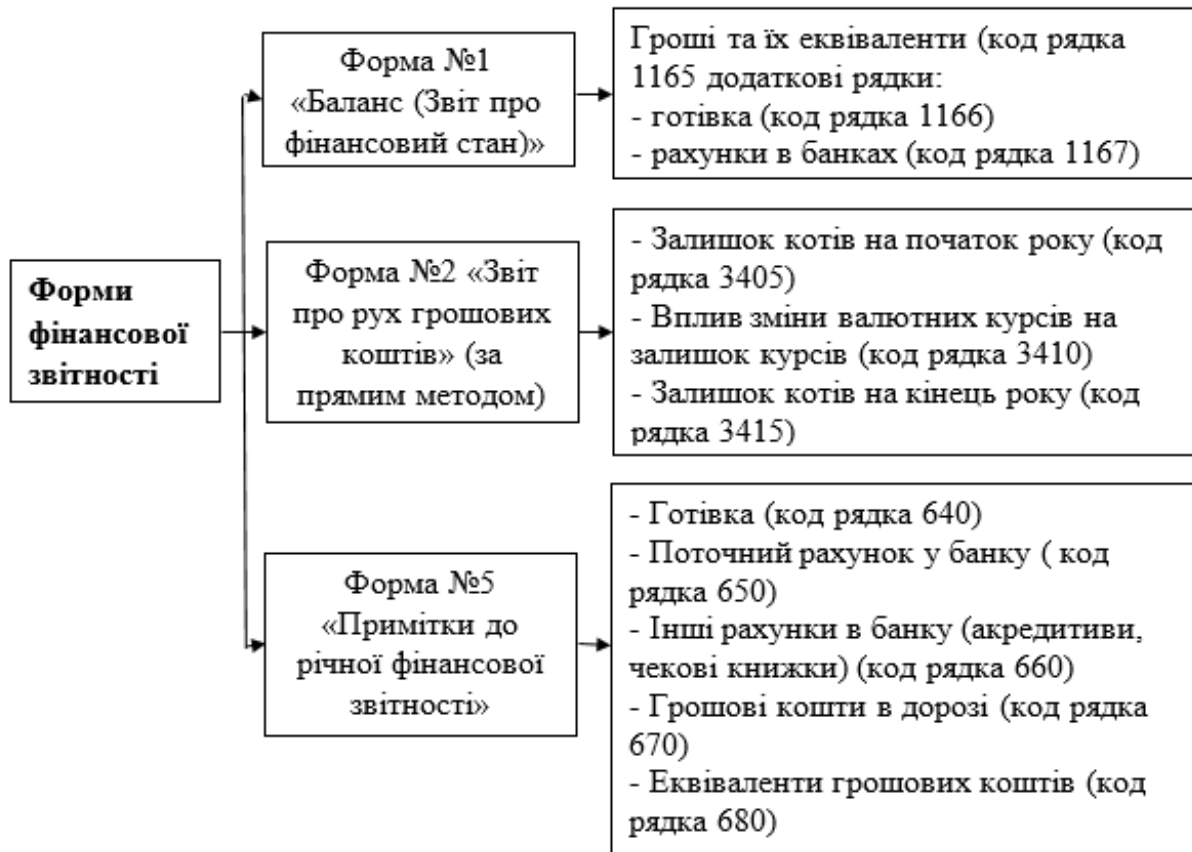 Форми
фінансової
звітності
Форма №1
«Баланс (Звіт про
фінансовий стан)»
Гроші та їх еквіваленти (код рядка
1165 додаткові рядки:
- готівка (код рядка 1166)
- рахунки в банках (код рядка 1167)
Форма №2 «Звіт
про рух грошових
коштів» (за
прямим методом)
- Залишок котів на початок року (код
рядка 3405)
- Вплив зміни валютних курсів на
залишок курсів (код рядка 3410)
- Залишок котів на кінець року (код
рядка 3415)
Форма №5
«Примітки до
річної фінансової
звітності»
- Готівка (код рядка 640)
- Поточний рахунок у банку ( код
рядка 650)
- Інші рахунки в банку (акредитиви,
чекові книжки) (код рядка 660)
- Грошові кошти в дорозі (код рядка
670)
- Еквіваленти грошових коштів (код
рядка 680)